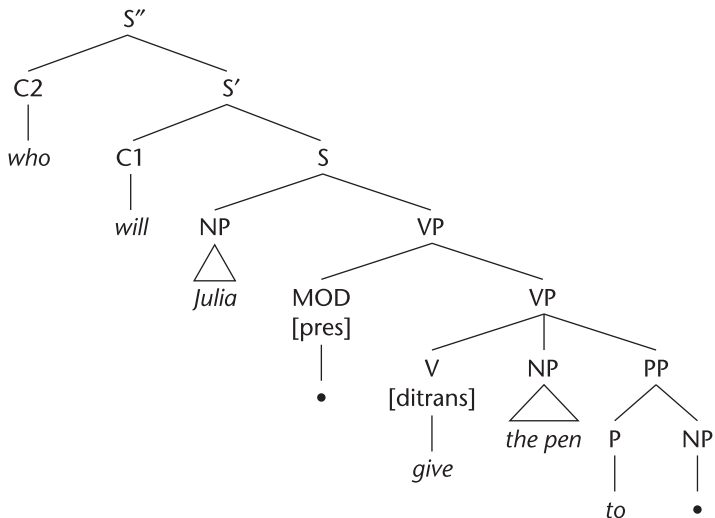 S″
C2 S′
who C1 S
will NP VP
Julia MOD VP
[pres] V NP PP
• [ditrans] the pen P NP
give to •